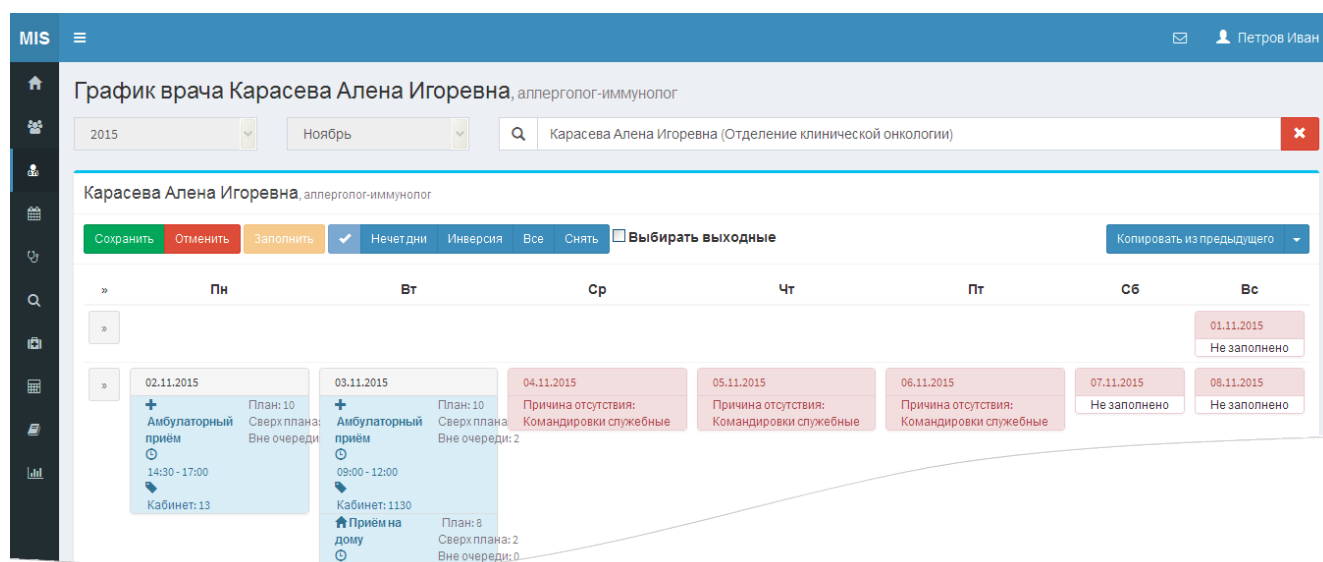 MIS Петров Иван
График врача Карасева Алена Игоревна, аллерголог-иммунолог
2015 Ноябрь Карасева Алена Игоревна (Отделение клинической онкологии)
Карасева Алена Игоревна, аллерголог-иммунолог
Сохранить Отменить Заполнить Нечет дни Инверсия Все Снять Выбирать выходные Копировать из предыдущего
» Пн Вт Ср Чт Пт Сб Вс
» 01.11.2015
Не заполнено
» 02.11.2015 03.11.2015 04.11.2015 05.11.2015 06.11.2015 07.11.2015 08.11.2015
План: 10 План: 10 Причина отсутствия: Причина отсутствия: Причина отсутствия: Не заполнено Не заполнено
Амбулаторный Сверх плана: Амбулаторный Сверх плана Командировки служебные Командировки служебные Командировки служебные
приём Вне очереди приём Вне очереди: 2
14:30 - 17:00 09:00 - 12:00
Кабинет: 13 Кабинет: 1130
Приём на План: 8
дому Сверх плана: 2
Вне очереди: 0